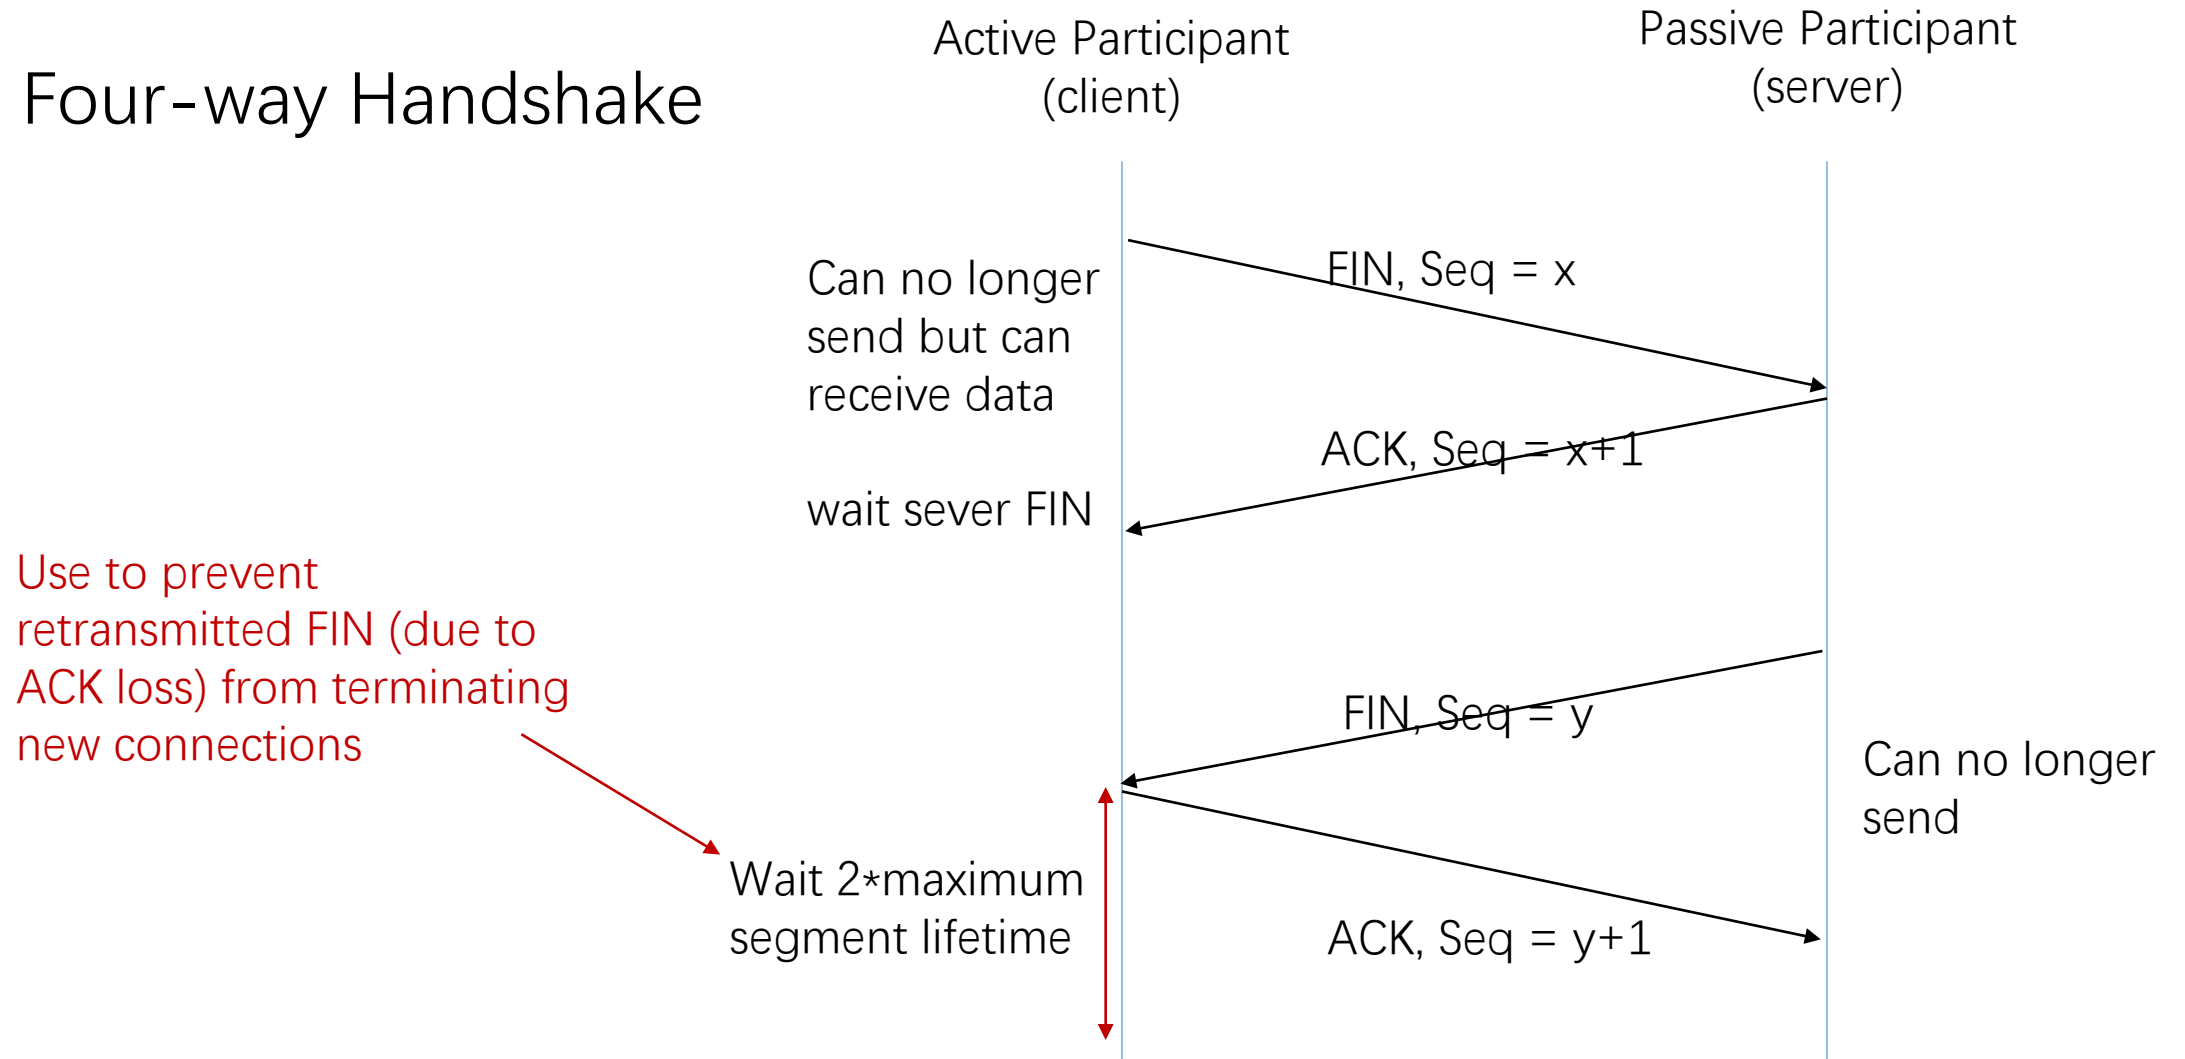 Four-way Handshake
Active Participant
(client)
Passive Participant
(server)
Can no longer
send but can
receive data
FIN, Seq = x
ACK, Seq = x+1
wait sever FIN
Use to prevent
retransmitted FIN (due to
ACK loss) from terminating
new connections
FIN, Seq = y
Can no longer
send
Wait 2*maximum
segment lifetime
ACK, Seq = y+1